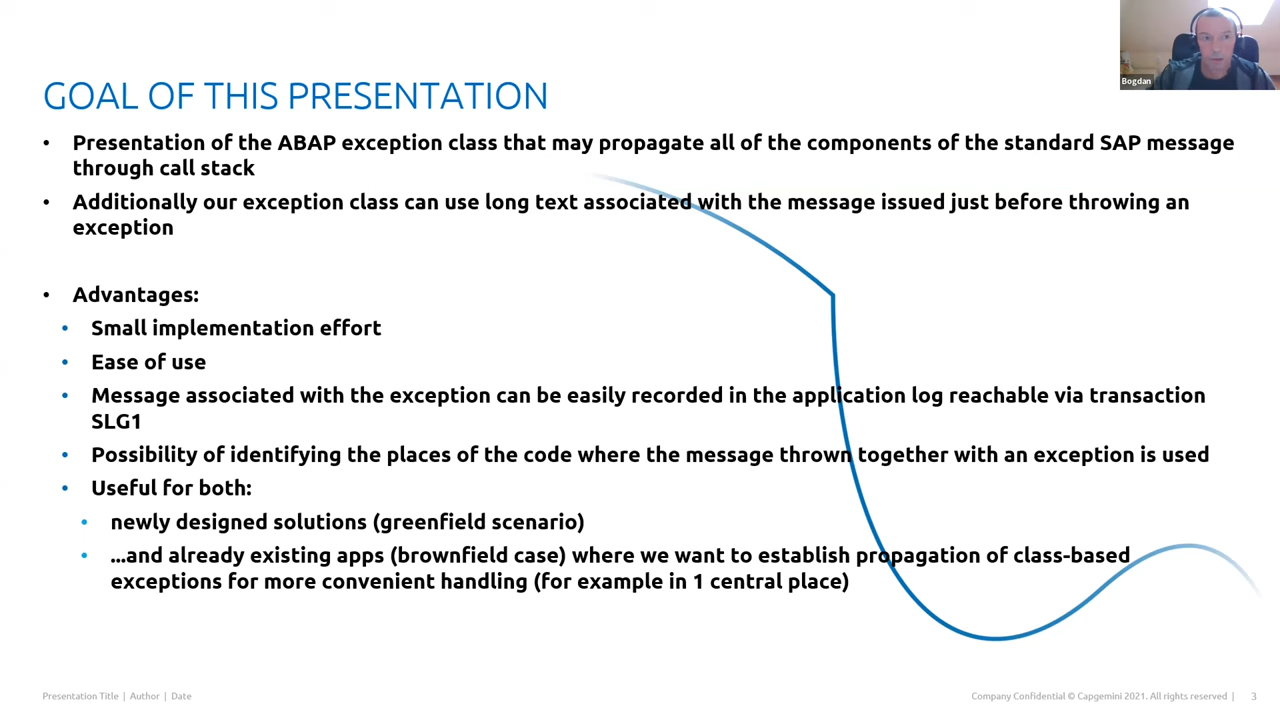 Bogdan
GOAL OF THIS PRESENTATION
• Presentation of the ABAP exception class that may propagate all of the components of the standard SAP message
through call stack
• Additionally our exception class can use long text associated with the message issued just before throwing an
exception
• Advantages:
• Small implementation effort
• Ease of use
• Message associated with the exception can be easily recorded in the application log reachable via transaction
SLG1
• Possibility of identifying the places of the code where the message thrown together with an exception is used
• Useful for both:
• newly designed solutions (greenfield scenario)
• ...and already existing apps (brownfield case) where we want to establish propagation of class-based
exceptions for more convenient handling (for example in 1 central place)
Presentation Title | Author | Date
Company Confidential © Capgemini 2021. All rights reserved | 3